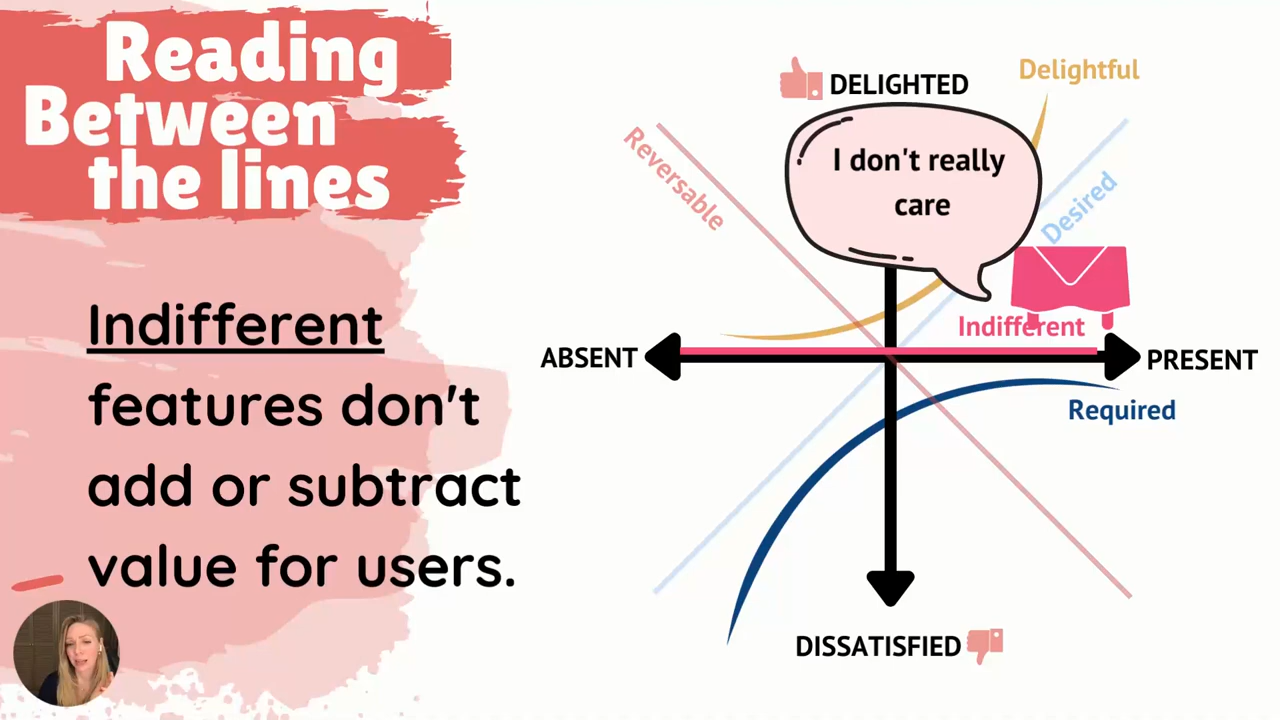 Reading
Between
the lines
Indifferent
features don't
add or subtract
value for users.
DELIGHTED
Delightful
I don't really
care
Reversable
Desired
Indifferent
ABSENT
PRESENT
Required
DISSATISFIED